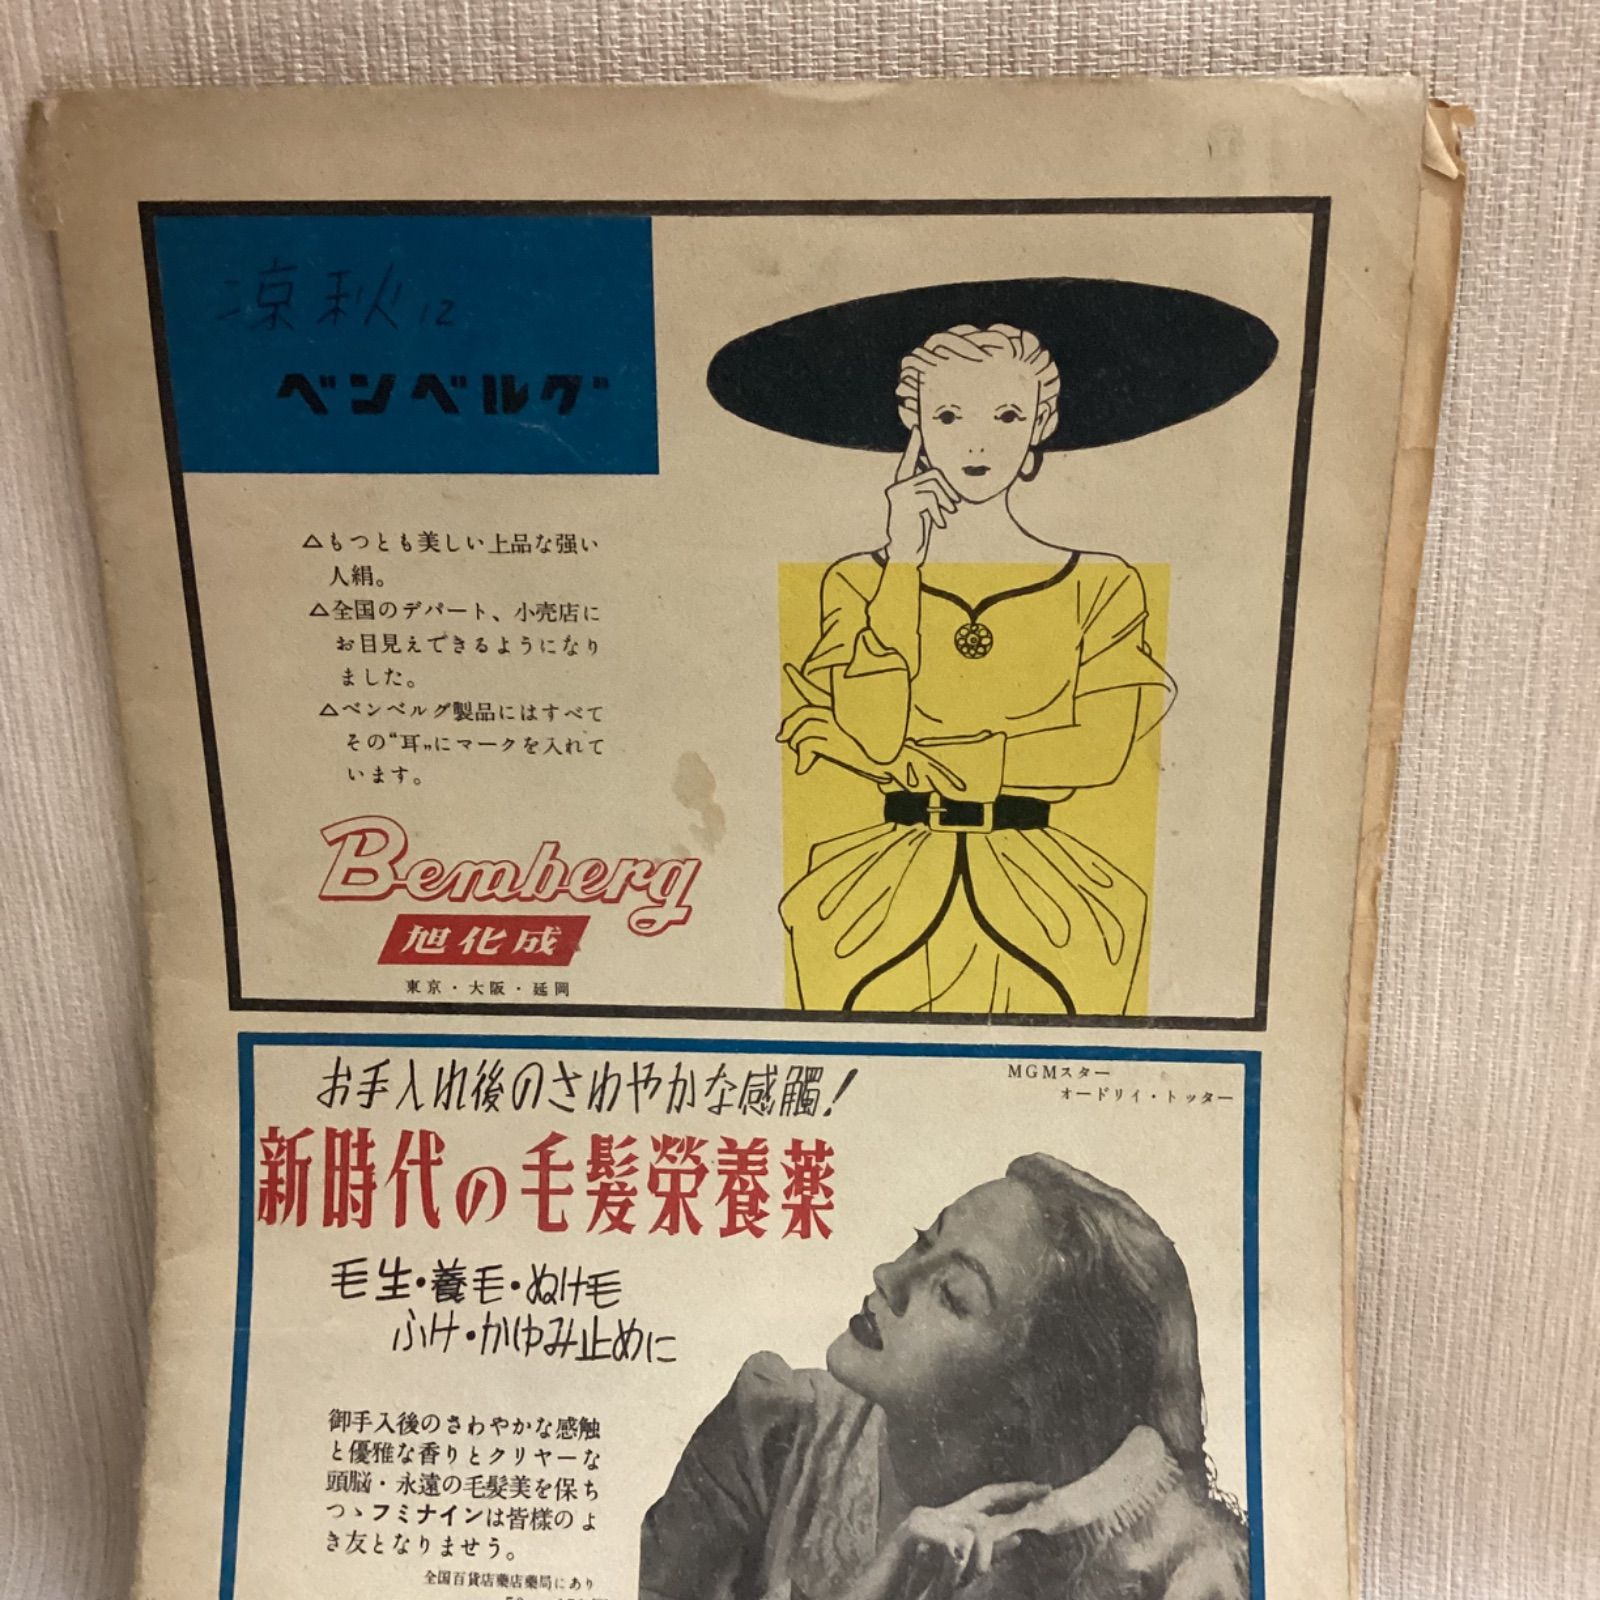 涼秋に
ベンベルグ
△もつとも美しい上品な强い
人絹。
△全国のデパート、小売店に
お目見えできるようになり
ました。
△ベンベルグ製品にはすべて
その“耳„にマークを入れて
います。
Bemberg
旭化成
東京・大阪・延岡
お手入れ後のさわやかな感觸!
MGMスター
オードリイ・トッター
新時代の毛髪榮養薬
毛生・養毛・ぬけ毛
ふけ・かゆみ止めに
御手入後のさわやかな感触
と優雅な香りとクリヤーな
頭脳・永遠の毛髪美を保ち
つゝフミナインは皆様のよ
き友となりませう。
全国百貨店藥店藥局にあり